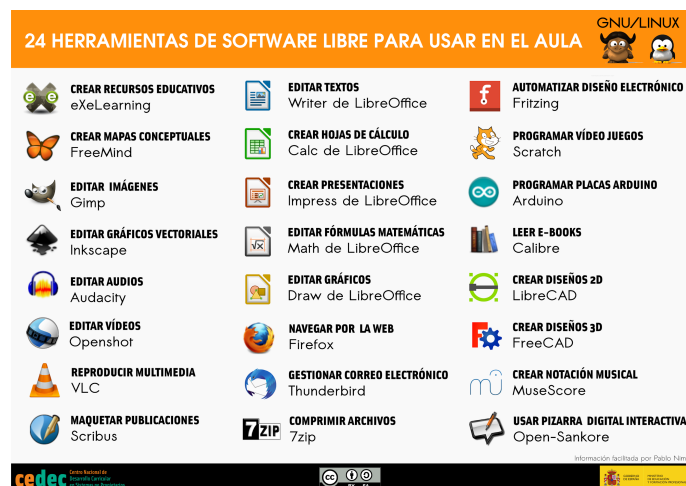 GNU/LINUX
24 HERRAMIENTAS DE SOFTWARE LIBRE PARA USAR EN EL AULA
CREAR RECURSOS EDUCATIVOS
eXeLearning
CREAR MAPAS CONCEPTUALES
FreeMind
EDITAR IMÁGENES
Gimp
EDITAR GRÁFICOS VECTORIALES
Inkscape
EDITAR AUDIOS
Audacity
EDITAR VÍDEOS
Openshot
REPRODUCIR MULTIMEDIA
VLC
MAQUETAR PUBLICACIONES
Scribus
EDITAR TEXTOS
Writer de LibreOffice
CREAR HOJAS DE CÁLCULO
Calc de LibreOffice
CREAR PRESENTACIONES
Impress de LibreOffice
EDITAR FÓRMULAS MATEMÁTICAS
Math de LibreOffice
EDITAR GRÁFICOS
Draw de LibreOffice
NAVEGAR POR LA WEB
Firefox
GESTIONAR CORREO ELECTRÓNICO
Thunderbird
7ZIP
COMPRIMIR ARCHIVOS
7zip
AUTOMATIZAR DISEÑO ELECTRÓNICO
Fritzing
PROGRAMAR VÍDEO JUEGOS
Scratch
PROGRAMAR PLACAS ARDUINO
Arduino
LEER E-BOOKS
Calibre
CREAR DISEÑOS 2D
LibreCAD
CREAR DISEÑOS 3D
FreeCAD
CREAR NOTACIÓN MUSICAL
MuseScore
USAR PIZARRA DIGITAL INTERACTIVA
Open-Sankore
Información facilitada por Pablo Nim
cedec
Centro Nacional de
Desarrollo Curricular
cc